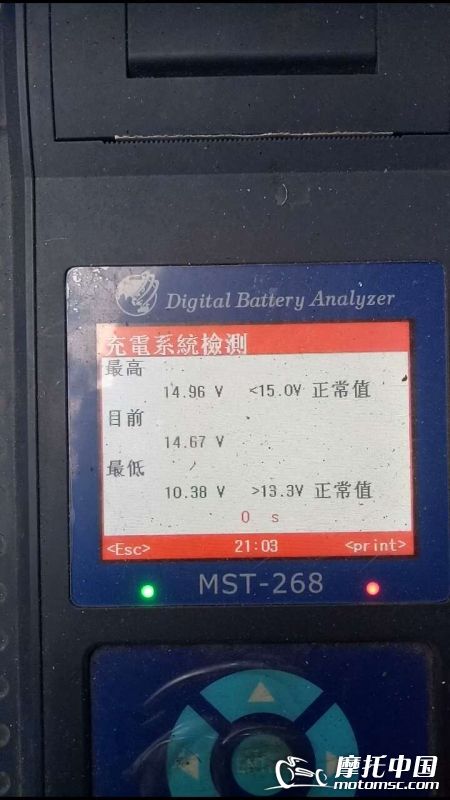 Digital Battery Analyzer
充電系統檢測
最高
14.96 V <15.0V 正常值
目前
14.67 V
最低
10.38 V >13.3V 正常值
0 s
<Esc> 21:03 <print>
MST-268
摩托中国
motomsc.com